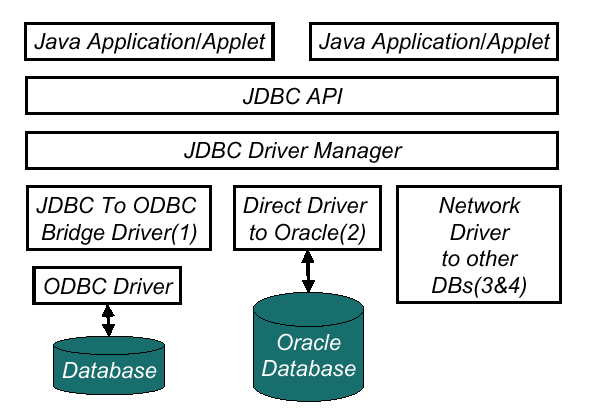 Java Application/Applet
Java Application/Applet
JDBC API
JDBC Driver Manager
JDBC To ODBC
Bridge Driver(1)
Direct Driver
to Oracle(2)
Network
Driver
to other
DBs(3&4)
ODBC Driver
Database
Oracle
Database